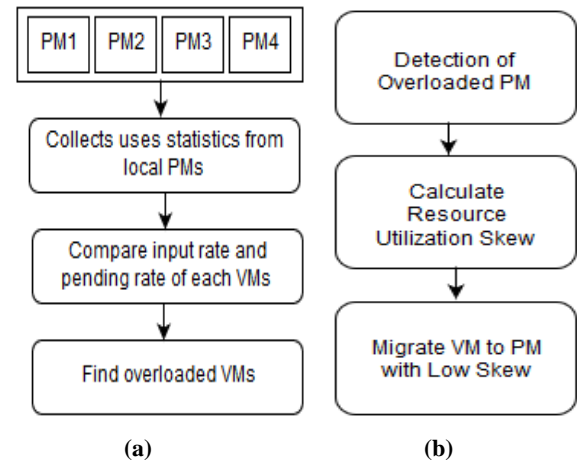 PM1 PM2 PM3 PM4
Collects uses statistics from
local PMs
Compare input rate and
pending rate of each VMs
Find overloaded VMs
(a)
Detection of
Overloaded PM
Calculate
Resource
Utilization Skew
Migrate VM to PM
with Low Skew
(b)